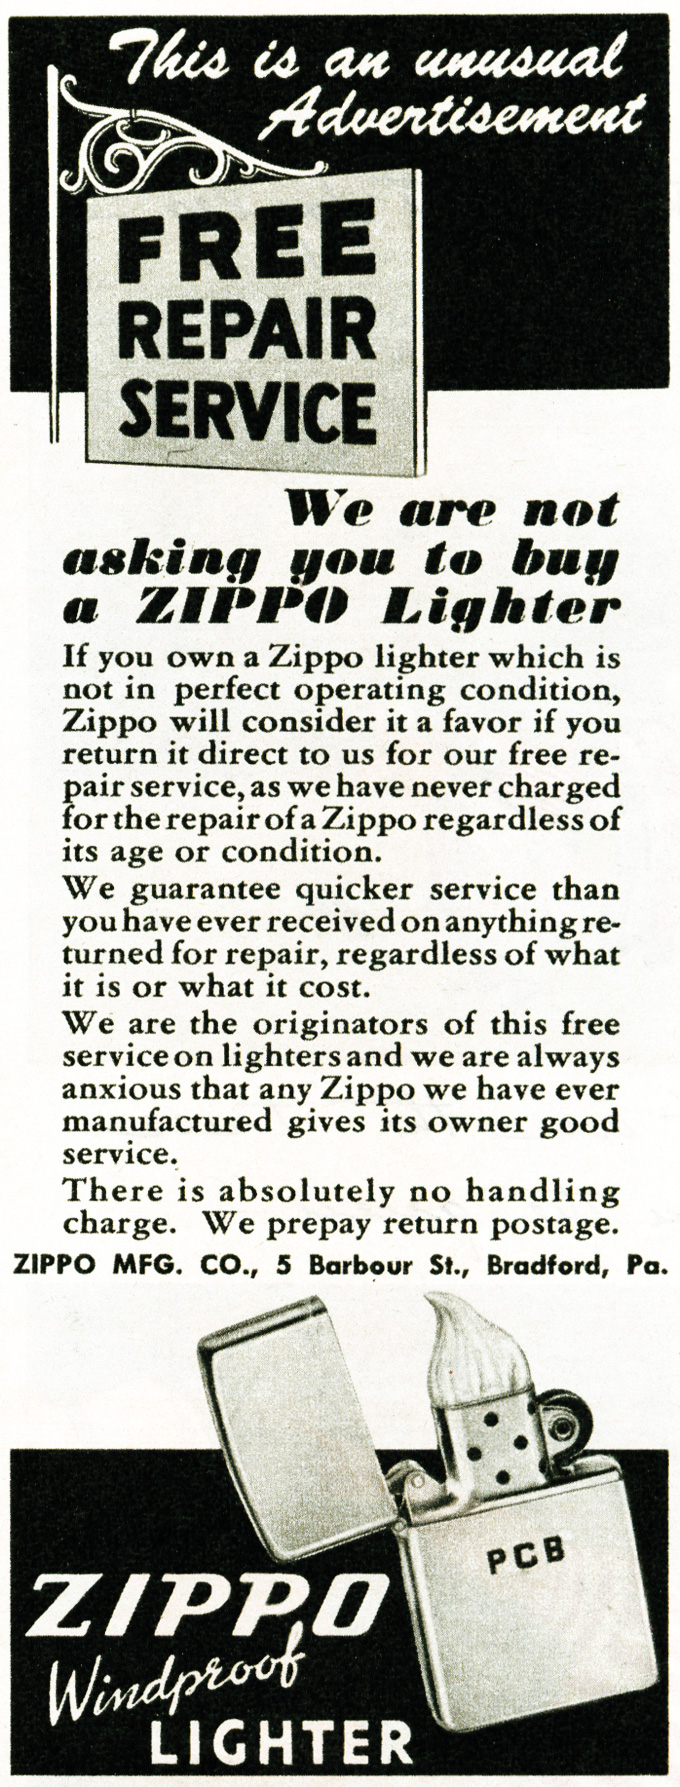 This is an unusual
Advertisement
FREE
REPAIR
SERVICE
We are not
asking you to buy
a ZIPPO Lighter
If you own a Zippo lighter which is
not in perfect operating condition,
Zippo will consider it a favor if you
return it direct to us for our free re-
pair service, as we have never charged
for the repair of a Zippo regardless of
its age or condition.
We guarantee quicker service than
you have ever received on anything re-
turned for repair, regardless of what
it is or what it cost.
We are the originators of this free
service on lighters and we are always
anxious that any Zippo we have ever
manufactured gives its owner good
service.
There is absolutely no handling
charge. We prepay return postage.
ZIPPO MFG. CO., 5 Barbour St., Bradford, Pa.
PCB
ZIPPO
Windproof
LIGHTER